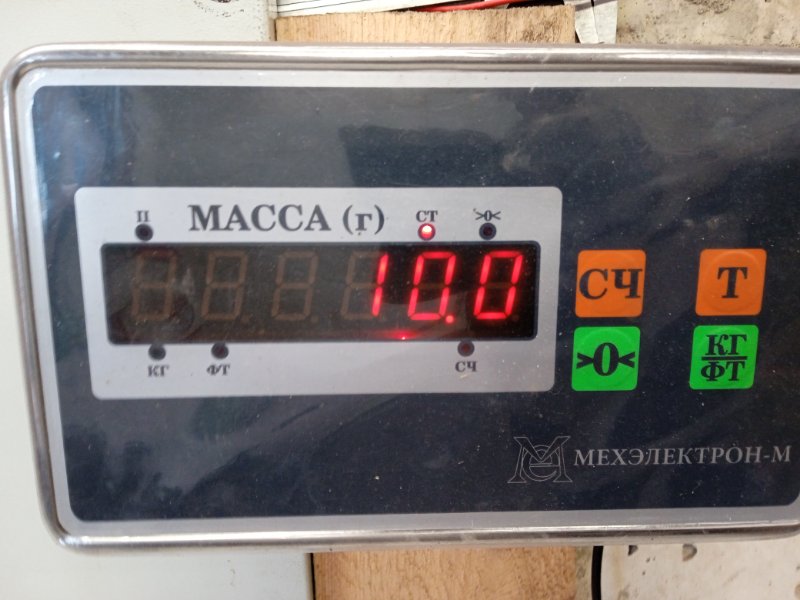 П МАССА (г) СТ >0<
10.0
КГ ФТ СЧ
СЧ Т
>0< КГ
ФТ
МЕХЭЛЕКТРОН-М